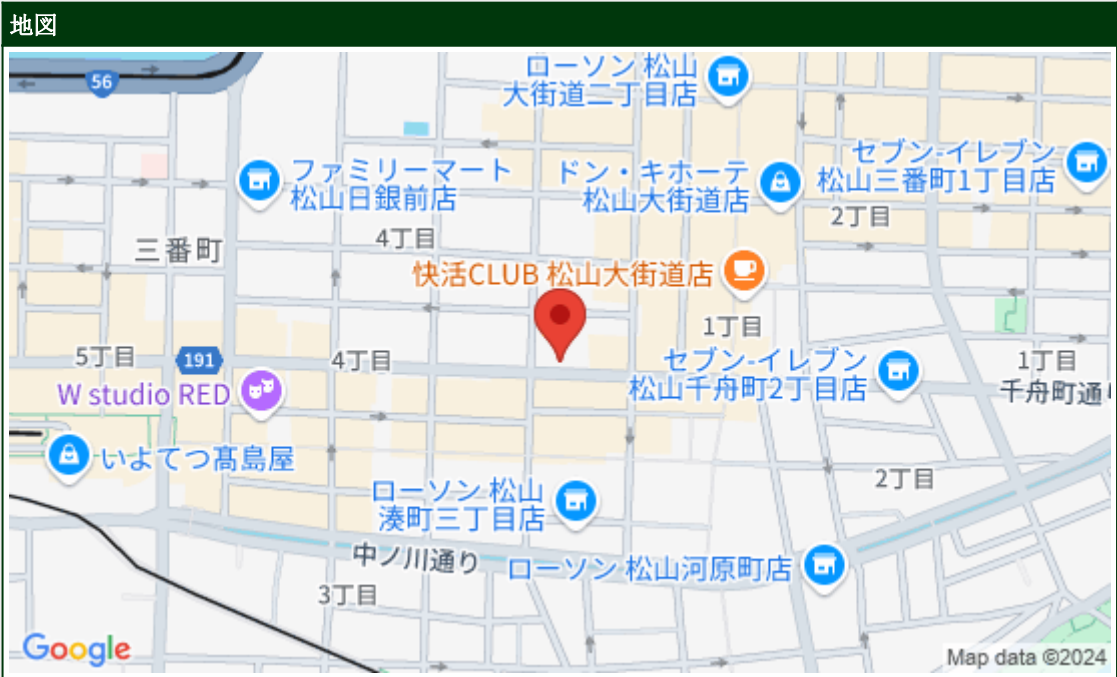 地図
56
ローソン 松山
大街道二丁目店
ファミリーマート
松山日銀前店
ドン・キホーテ
松山大街道店
セブン-イレブン
松山三番町1丁目店
2丁目
4丁目
三番町
快活CLUB 松山大街道店
1丁目
5丁目
191
4丁目
セブン-イレブン
松山千舟町2丁目店
1丁目
千舟町通り
W studio RED
いよてつ髙島屋
2丁目
ローソン 松山
湊町三丁目店
中ノ川通り
ローソン 松山河原町店
3丁目
Google
Map data ©2024